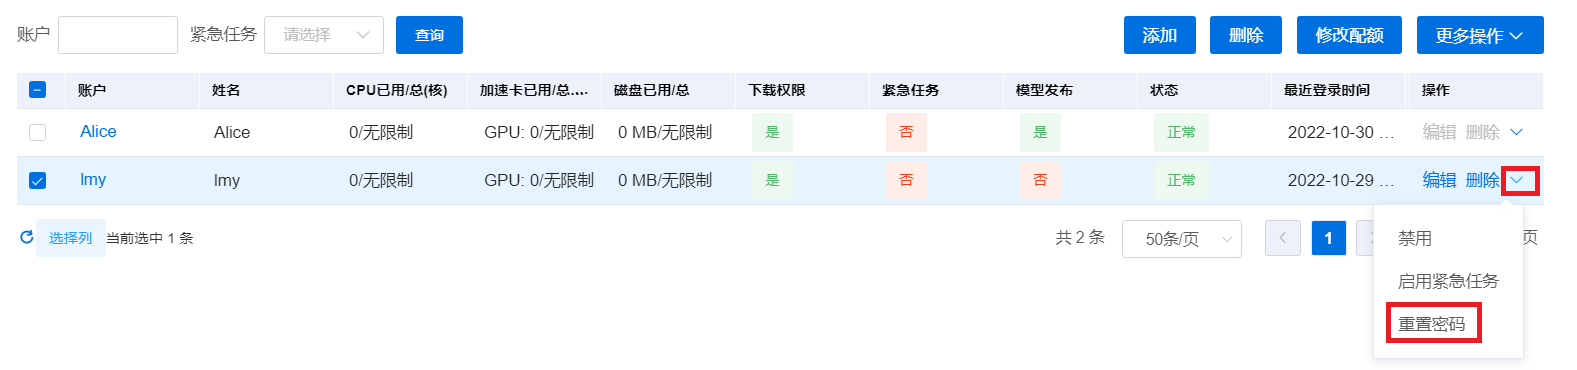 账户 紧急任务 请选择 查询 添加 删除 修改配额 更多操作
账户 姓名 CPU已用/总(核) 加速卡已用/总.... 磁盘已用/总 下载权限 紧急任务 模型发布 状态 最近登录时间 操作
Alice Alice 0/无限制 GPU: 0/无限制 0 MB/无限制 是 否 是 正常 2022-10-30 ... 编辑 删除
lmy lmy 0/无限制 GPU: 0/无限制 0 MB/无限制 是 否 否 正常 2022-10-29 ... 编辑 删除
选择列 当前选中 1 条 共 2 条 50条/页 1 页
禁用
启用紧急任务
重置密码